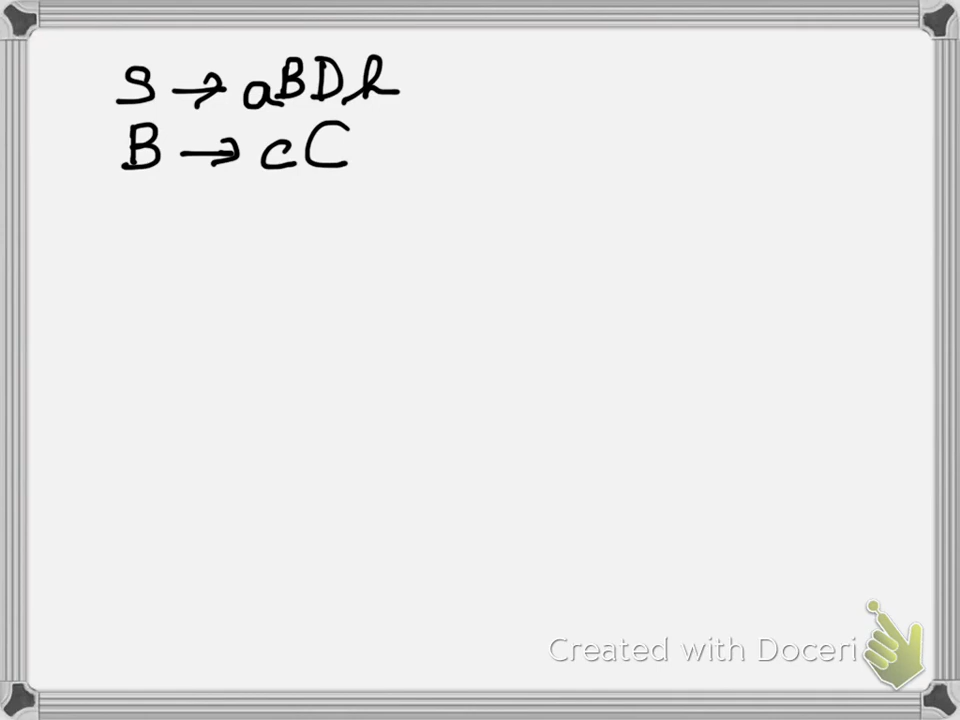 S → aBDh
B → cC
Created with Doceri